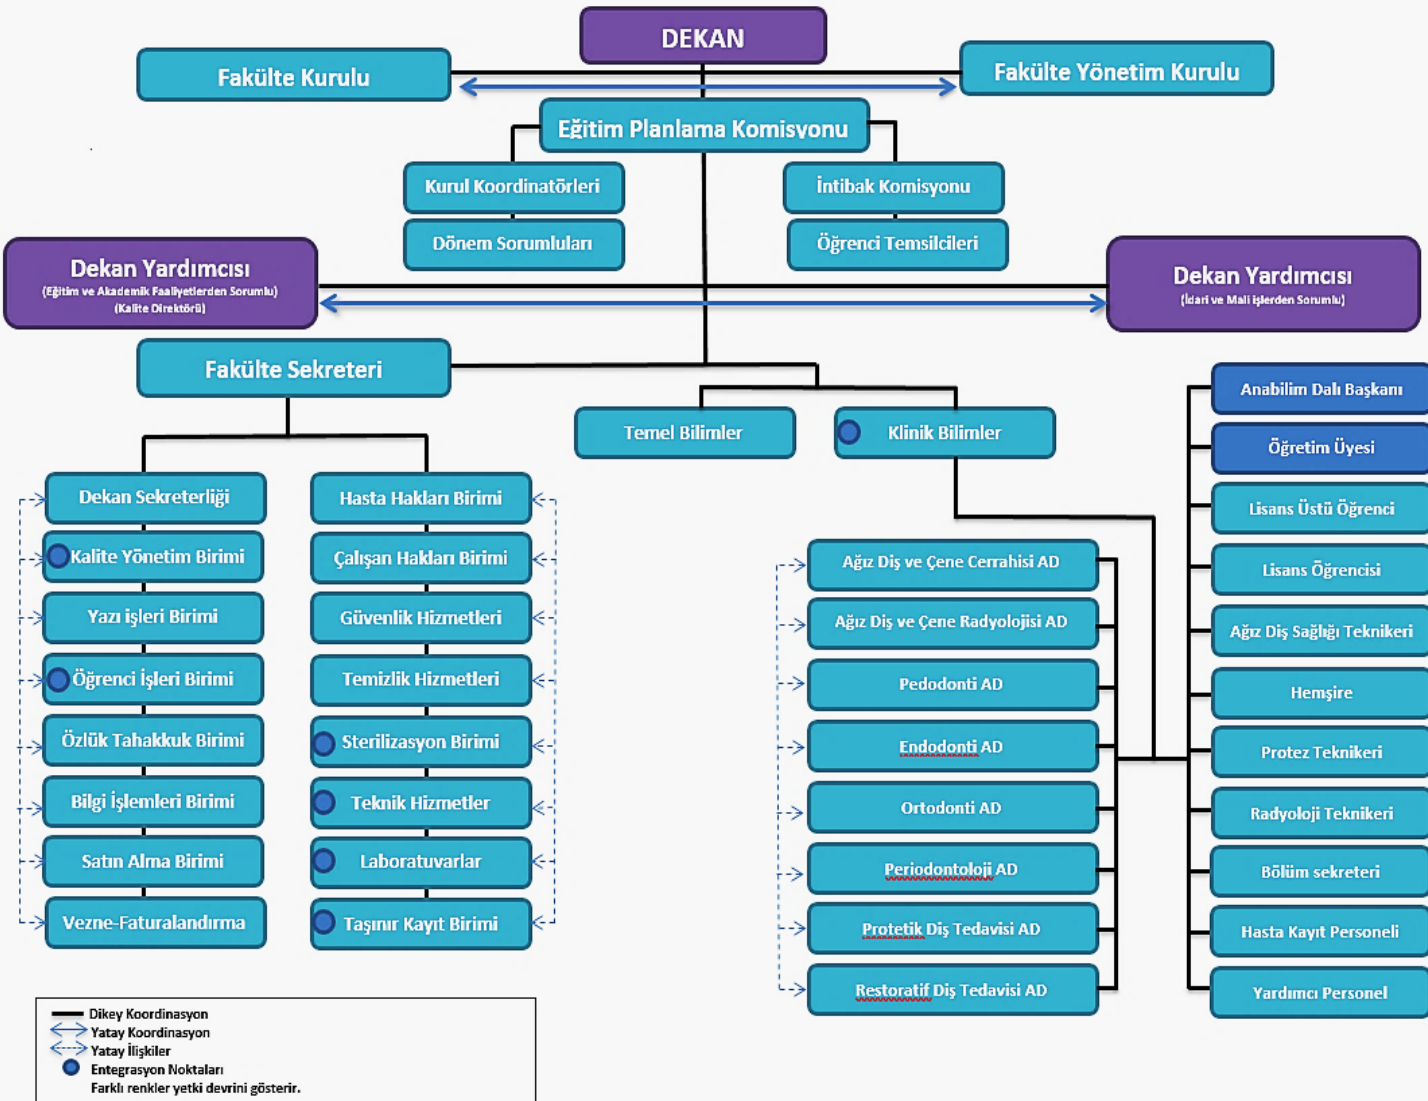 DEKAN
Fakülte Kurulu
Fakülte Yönetim Kurulu
Eğitim Planlama Komisyonu
Kurul Koordinatörleri
İntibak Komisyonu
Dönem Sorumluları
Öğrenci Temsilcileri
Dekan Yardımcısı
(Eğitim ve Akademik Faaliyetlerden Sorumlu)
(Kalite Direktörü)
Dekan Yardımcısı
(İdari ve Mali işlerden Sorumlu)
Fakülte Sekreteri
Temel Bilimler
Klinik Bilimler
Dekan Sekreterliği
Kalite Yönetim Birimi
Yazı işleri Birimi
Öğrenci İşleri Birimi
Özlük Tahakkuk Birimi
Bilgi İşlemleri Birimi
Satın Alma Birimi
Vezne-Faturalandırma
Hasta Hakları Birimi
Çalışan Hakları Birimi
Güvenlik Hizmetleri
Temizlik Hizmetleri
Sterilizasyon Birimi
Teknik Hizmetler
Laboratuvarlar
Taşınır Kayıt Birimi
Ağız Diş ve Çene Cerrahisi AD
Ağız Diş ve Çene Radyolojisi AD
Pedodonti AD
Endodonti AD
Ortodonti AD
Periodontoloji AD
Protetik Diş Tedavisi AD
Restoratif Diş Tedavisi AD
Anabilim Dalı Başkanı
Öğretim Üyesi
Lisans Üstü Öğrenci
Lisans Öğrencisi
Ağız Diş Sağlığı Teknikeri
Hemşire
Protez Teknikeri
Radyoloji Teknikeri
Bölüm sekreteri
Hasta Kayıt Personeli
Yardımcı Personel
Dikey Koordinasyon
Yatay Koordinasyon
Yatay İlişkiler
Entegrasyon Noktaları
Farklı renkler yetki devrini gösterir.